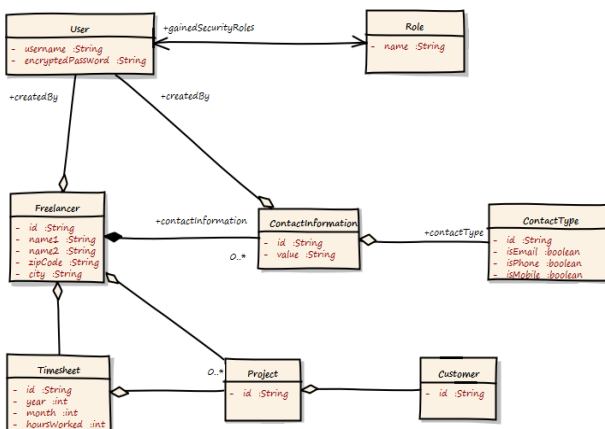 User
- username :String
- encryptedPassword :String
+gainedSecurityRoles
Role
- name :String
+createdBy
+createdBy
Freelancer
- id :String
- name1 :String
- name2 :String
- zipCode :String
- city :String
+contactInformation
0..*
ContactInformation
- id :String
- value :String
+contactType
ContactType
- id :String
- isEmail :boolean
- isPhone :boolean
- isMobile :boolean
Timesheet
- id :String
- year :int
- month :int
- hoursWorked :int
0..*
Project
- id :String
Customer
- id :String